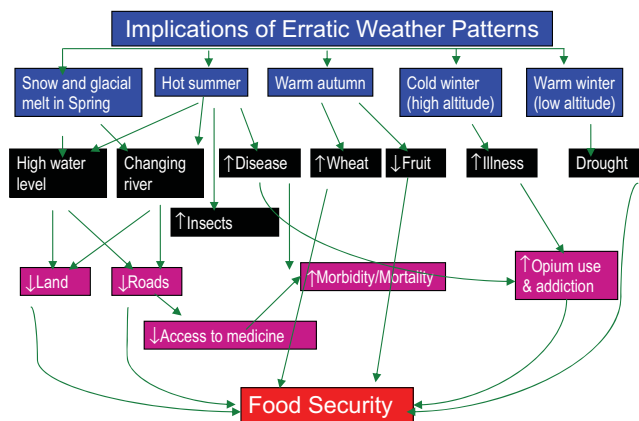 Implications of Erratic Weather Patterns
Snow and glacial
melt in Spring
Hot summer
Warm autumn
Cold winter
(high altitude)
Warm winter
(low altitude)
High water
level
Changing
river
↑Disease
↑Wheat
↓Fruit
↑Illness
Drought
↑Insects
↓Land
↓Roads
↑Morbidity/Mortality
↑Opium use
& addiction
↓Access to medicine
Food Security